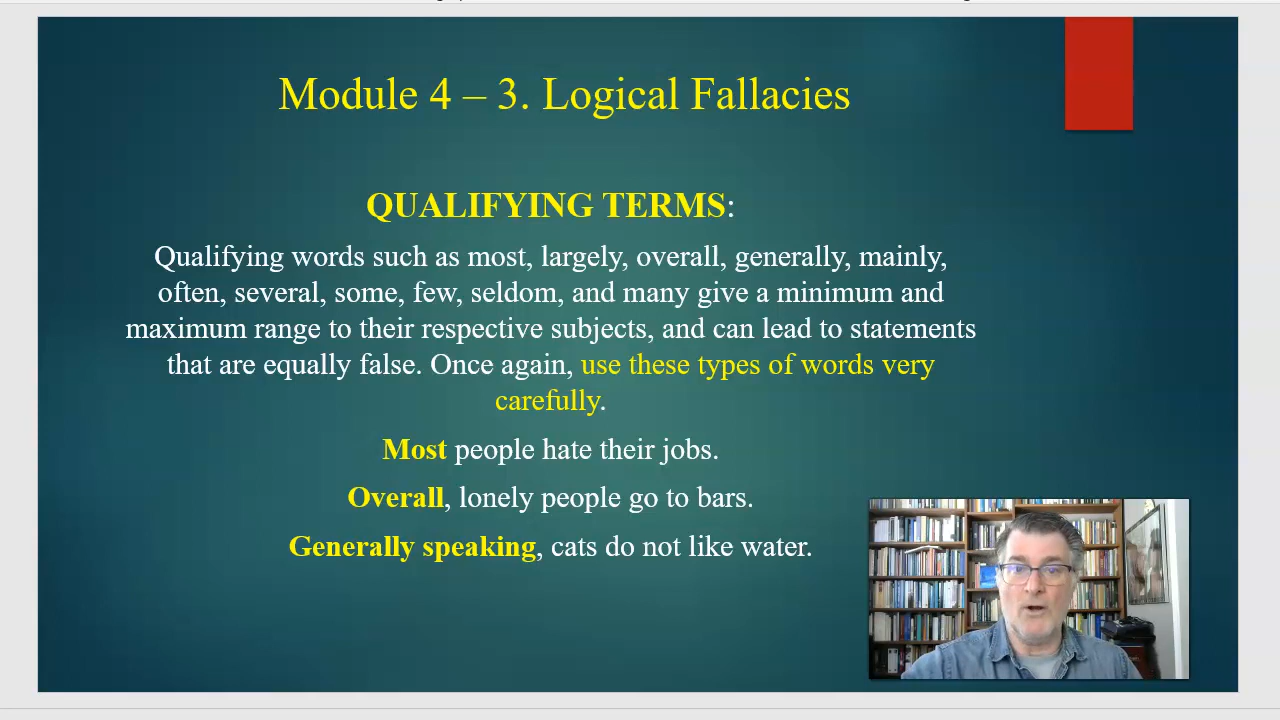 Module 4 – 3. Logical Fallacies
QUALIFYING TERMS:
Qualifying words such as most, largely, overall, generally, mainly,
often, several, some, few, seldom, and many give a minimum and
maximum range to their respective subjects, and can lead to statements
that are equally false. Once again, use these types of words very
carefully.
Most people hate their jobs.
Overall, lonely people go to bars.
Generally speaking, cats do not like water.